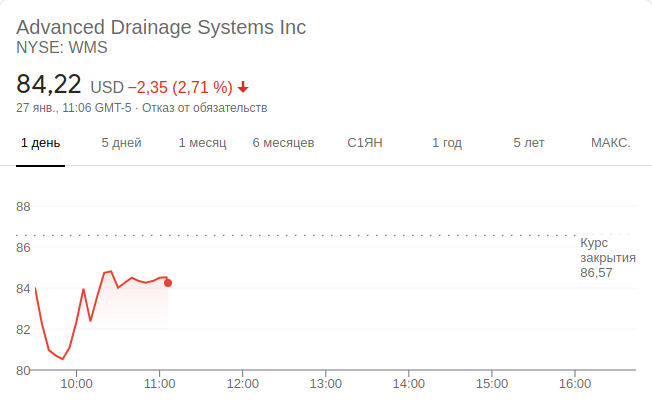 Advanced Drainage Systems Inc
NYSE: WMS
84,22 USD −2,35 (2,71 %)
27 янв., 11:06 GMT-5 · Отказ от обязательств
1 день 5 дней 1 месяц 6 месяцев С1ЯН 1 год 5 лет МАКС.
88
86
84
82
80
Курс
закрытия
86,57
10:00 11:00 12:00 13:00 14:00 15:00 16:00